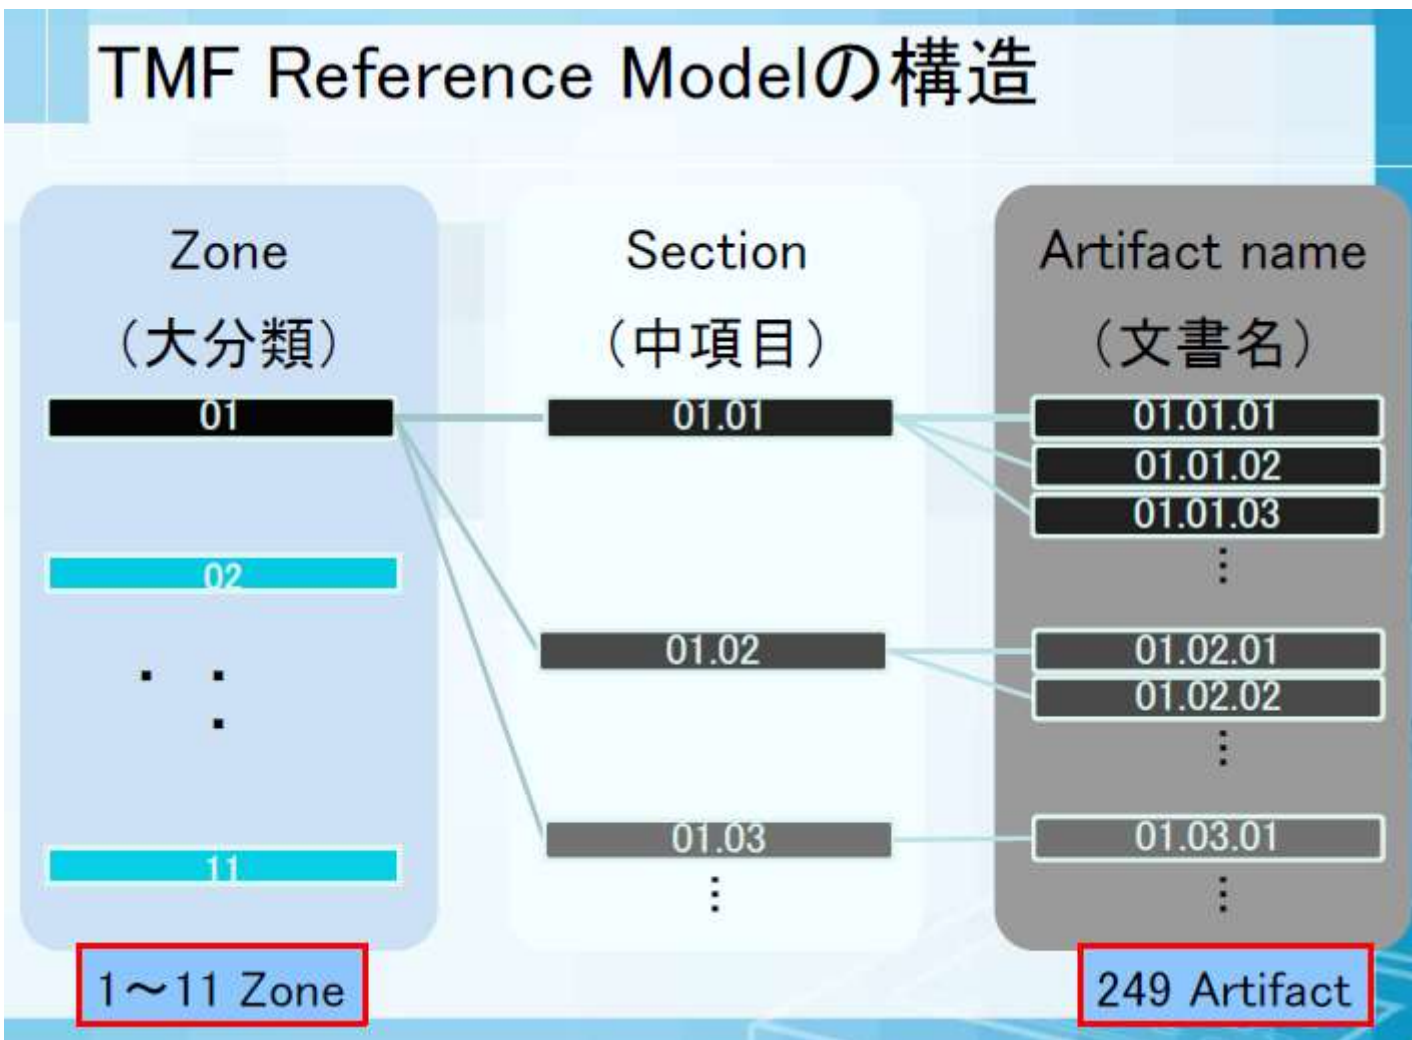 TMF Reference Modelの構造
Zone
（大分類）
01
02
・ ・
・
11
1～11 Zone
Section
（中項目）
01.01
01.02
01.03
⋮
Artifact name
（文書名）
01.01.01
01.01.02
01.01.03
⋮
01.02.01
01.02.02
⋮
01.03.01
⋮
249 Artifact